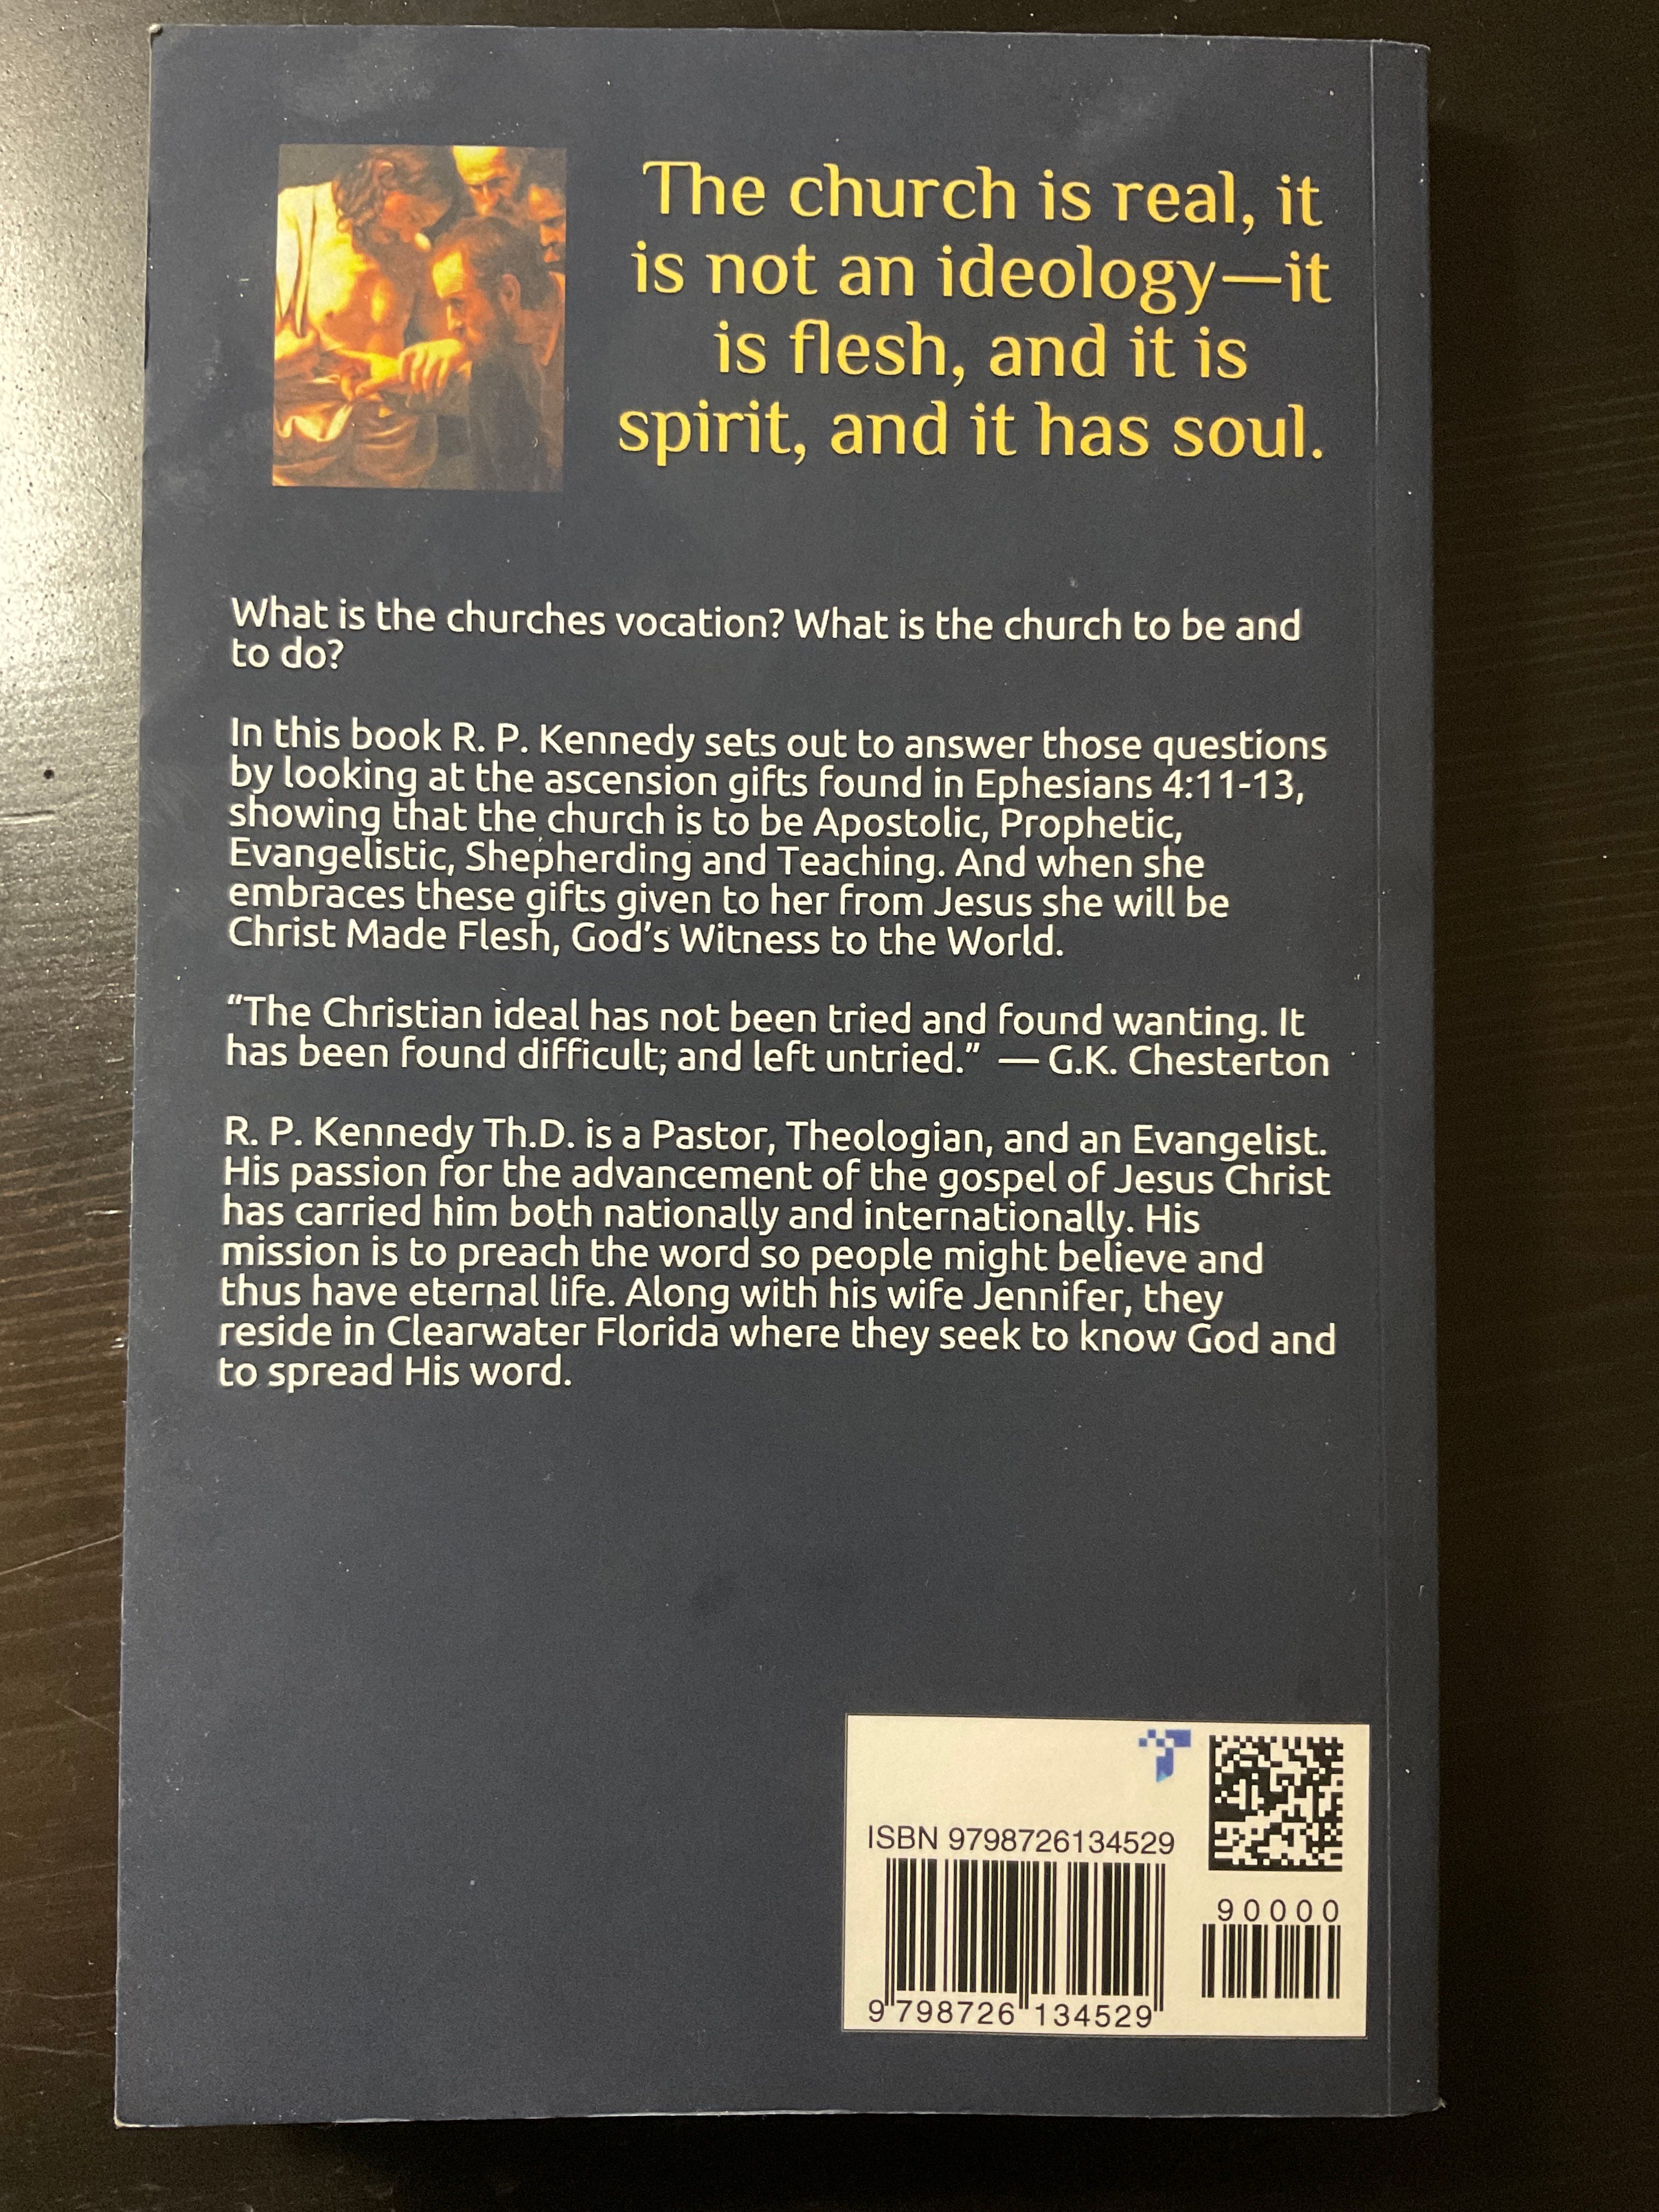 The church is real, it
is not an ideology—it
is flesh, and it is
spirit, and it has soul.
What is the churches vocation? What is the church to be and
to do?
In this book R. P. Kennedy sets out to answer those questions
by looking at the ascension gifts found in Ephesians 4:11-13,
showing that the church is to be Apostolic, Prophetic,
Evangelistic, Shepherding and Teaching. And when she
embraces these gifts given to her from Jesus she will be
Christ Made Flesh, God’s Witness to the World.
“The Christian ideal has not been tried and found wanting. It
has been found difficult; and left untried.” — G.K. Chesterton
R. P. Kennedy Th.D. is a Pastor, Theologian, and an Evangelist.
His passion for the advancement of the gospel of Jesus Christ
has carried him both nationally and internationally. His
mission is to preach the word so people might believe and
thus have eternal life. Along with his wife Jennifer, they
reside in Clearwater Florida where they seek to know God and
to spread His word.
ISBN 9798726134529
90000
9 798726 134529